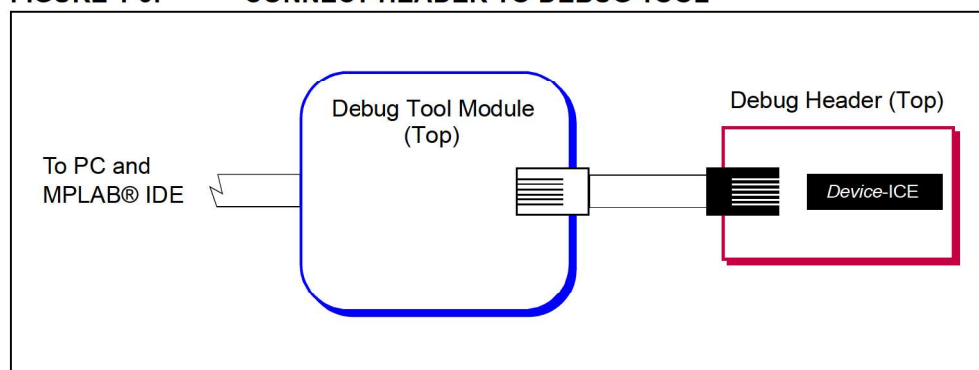 CONNECT HEADER TO DEBUG TOOL
Debug Tool Module
(Top)
Debug Header (Top)
To PC and
MPLAB® IDE
Device-ICE